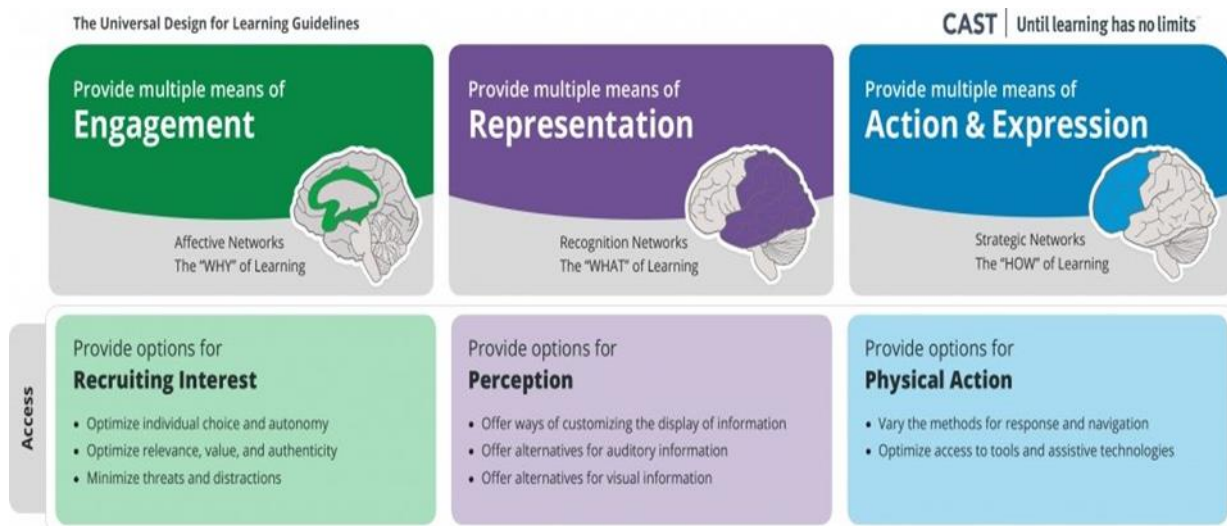 The Universal Design for Learning Guidelines
CAST | Until learning has no limits
Provide multiple means of
Engagement
Affective Networks
The “WHY” of Learning
Provide multiple means of
Representation
Recognition Networks
The “WHAT” of Learning
Provide multiple means of
Action & Expression
Strategic Networks
The “HOW” of Learning
Access
Provide options for
Recruiting Interest
• Optimize individual choice and autonomy
• Optimize relevance, value, and authenticity
• Minimize threats and distractions
Provide options for
Perception
• Offer ways of customizing the display of information
• Offer alternatives for auditory information
• Offer alternatives for visual information
Provide options for
Physical Action
• Vary the methods for response and navigation
• Optimize access to tools and assistive technologies